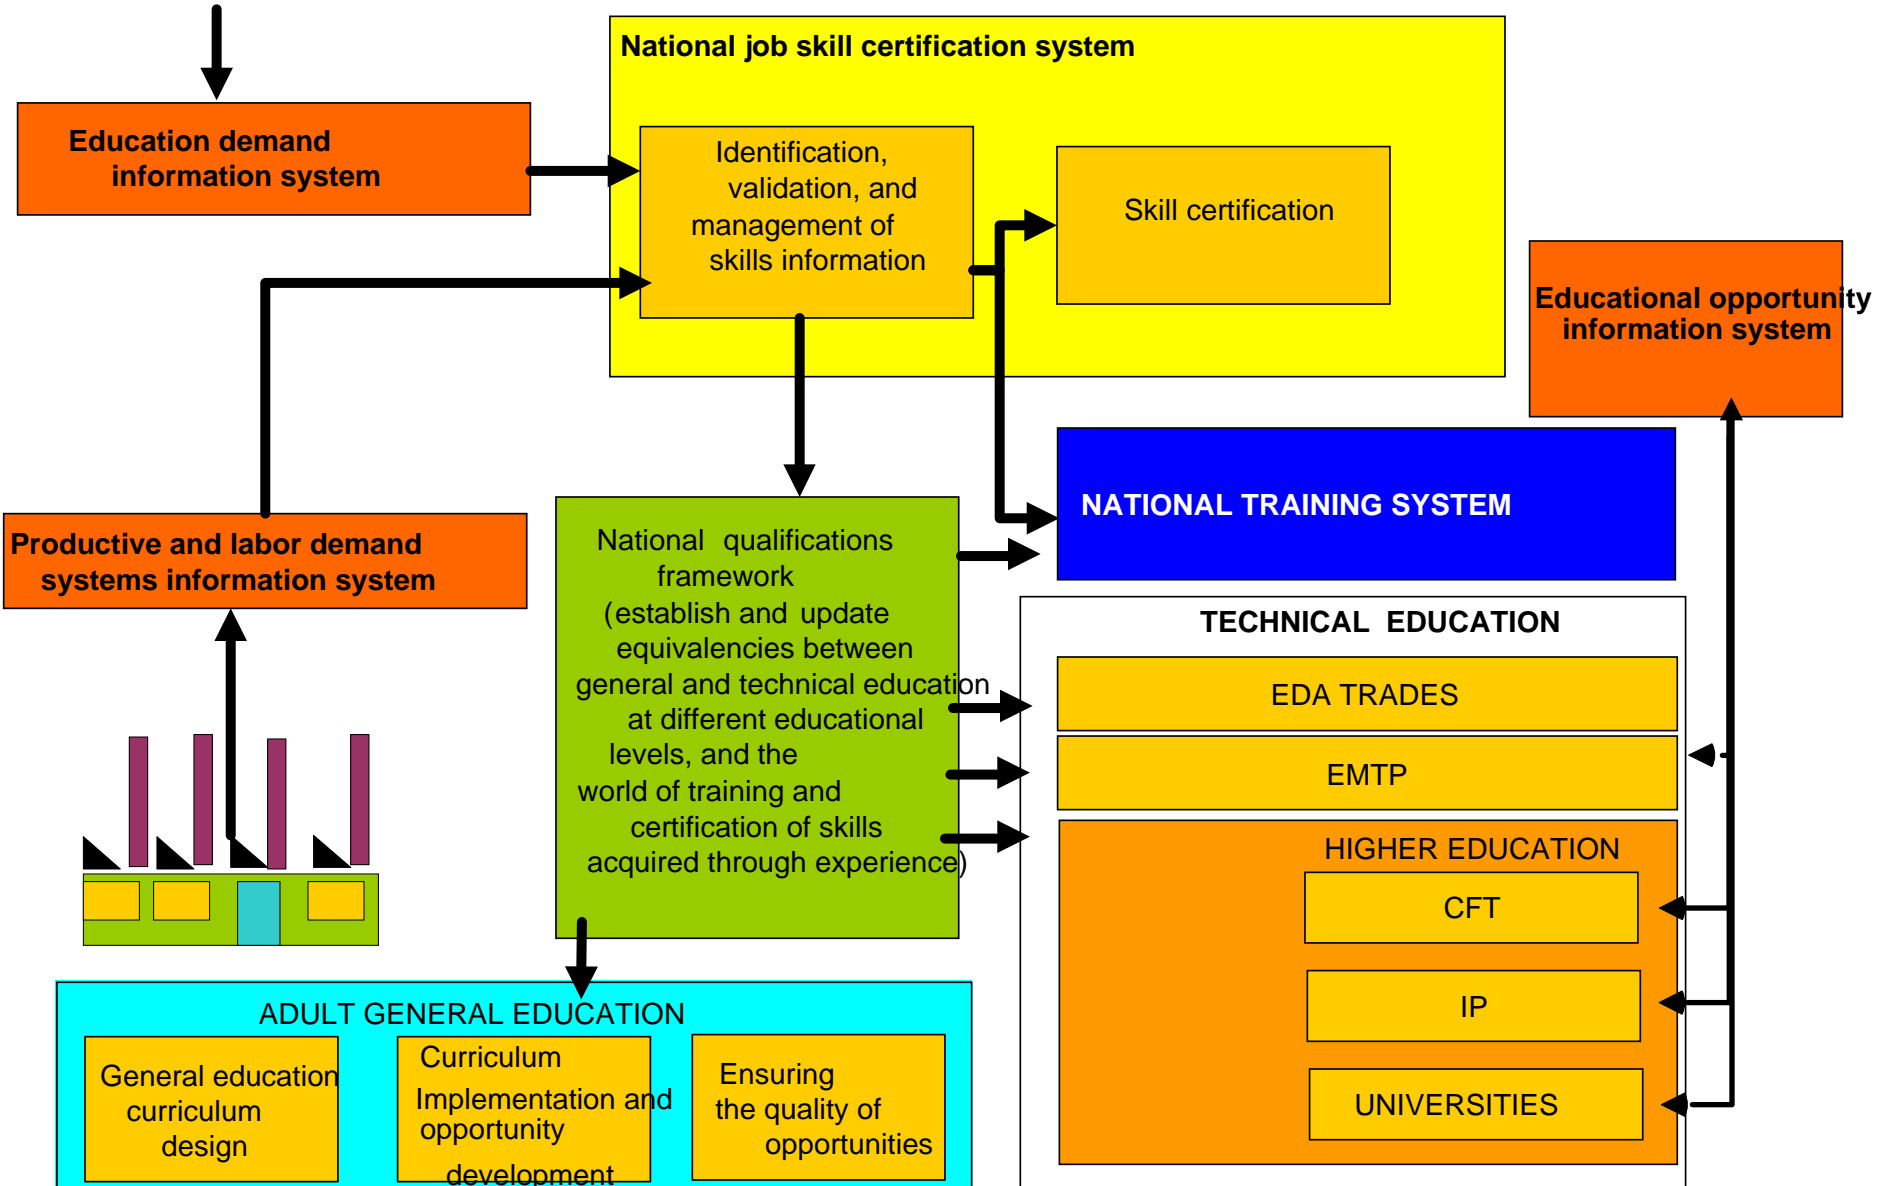 National job skill certification system
Education demand
information system
Identification,
validation, and
management of
skills information
Skill certification
Educational opportunity
information system
NATIONAL TRAINING SYSTEM
Productive and labor demand
systems information system
National qualifications
framework
(establish and update
equivalencies between
general and technical education
at different educational
levels, and the
world of training and
certification of skills
acquired through experience)
TECHNICAL EDUCATION
EDA TRADES
EMTP
HIGHER EDUCATION
CFT
IP
UNIVERSITIES
ADULT GENERAL EDUCATION
General education
curriculum
design
Curriculum
Implementation and
opportunity
development
Ensuring
the quality of
opportunities